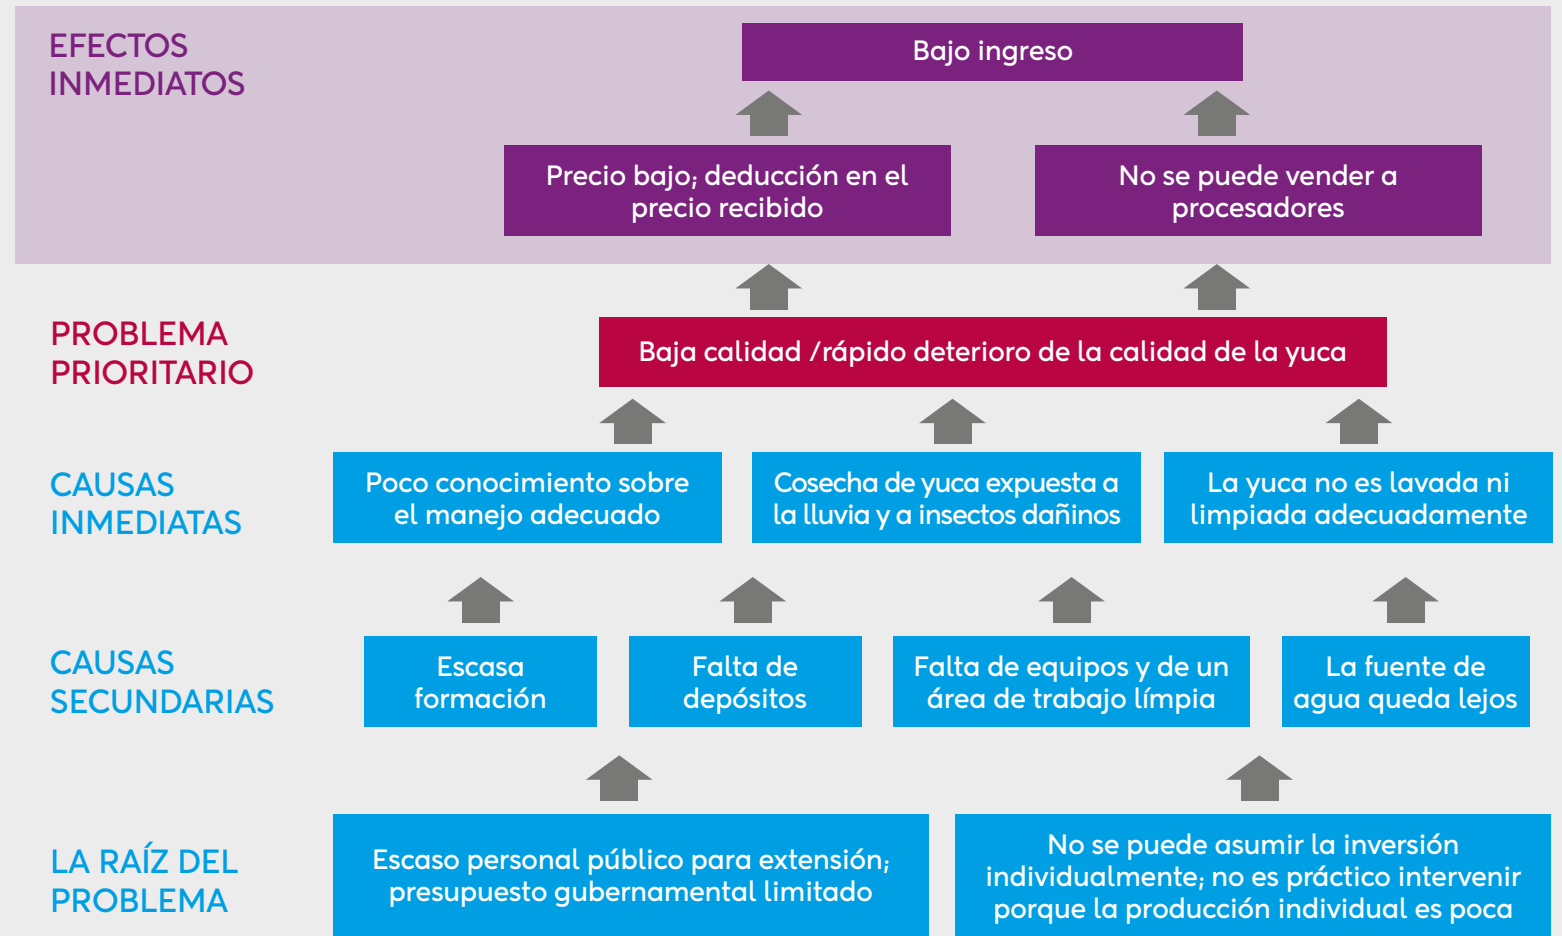 EFECTOS
INMEDIATOS
Bajo ingreso
Precio bajo; deducción en el
precio recibido
No se puede vender a
procesadores
PROBLEMA
PRIORITARIO
Baja calidad /rápido deterioro de la calidad de la yuca
CAUSAS
INMEDIATAS
Poco conocimiento sobre
el manejo adecuado
Cosecha de yuca expuesta a
la lluvia y a insectos dañinos
La yuca no es lavada ni
limpiada adecuadamente
CAUSAS
SECUNDARIAS
Escasa
formación
Falta de
depósitos
Falta de equipos y de un
área de trabajo límpia
La fuente de
agua queda lejos
LA RAÍZ DEL
PROBLEMA
Escaso personal público para extensión;
presupuesto gubernamental limitado
No se puede asumir la inversión
individualmente; no es práctico intervenir
porque la producción individual es poca